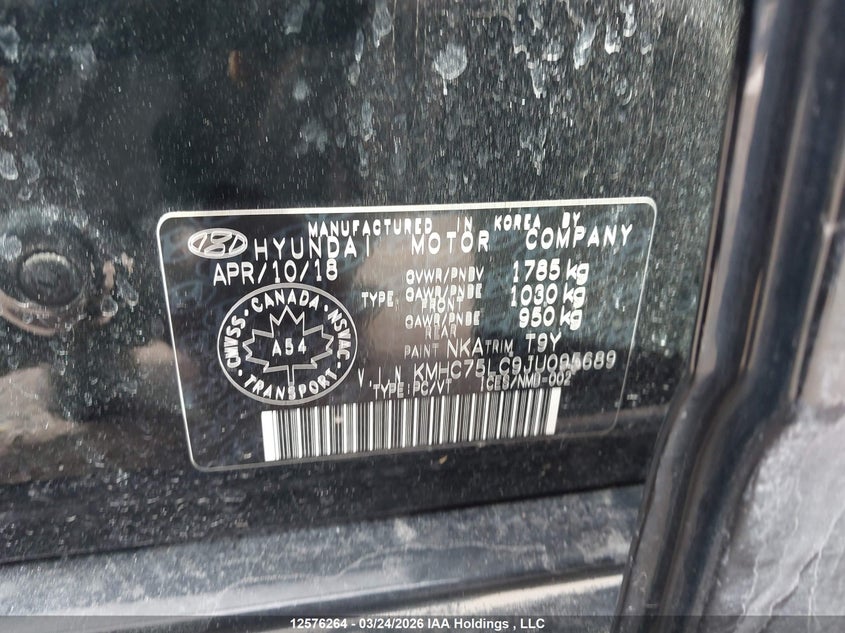 MANUFACTURED IN KOREA BY
HYUNDAI MOTOR COMPANY
APR/10/18
GVWR/PNBV 1785 kg
TYPE GAWR/PNBE 1030 kg
FRONT
GAWR/PNBE 950 kg
REAR
PAINT NKA TRIM T9Y
VIN KMHC75LC9JU095689
TYPE:PC/VT ICES/NMB-002
CANADA
CMVSS NSVAC
A54
TRANSPORT
12576264 - 03/24/2026 IAA Holdings , LLC